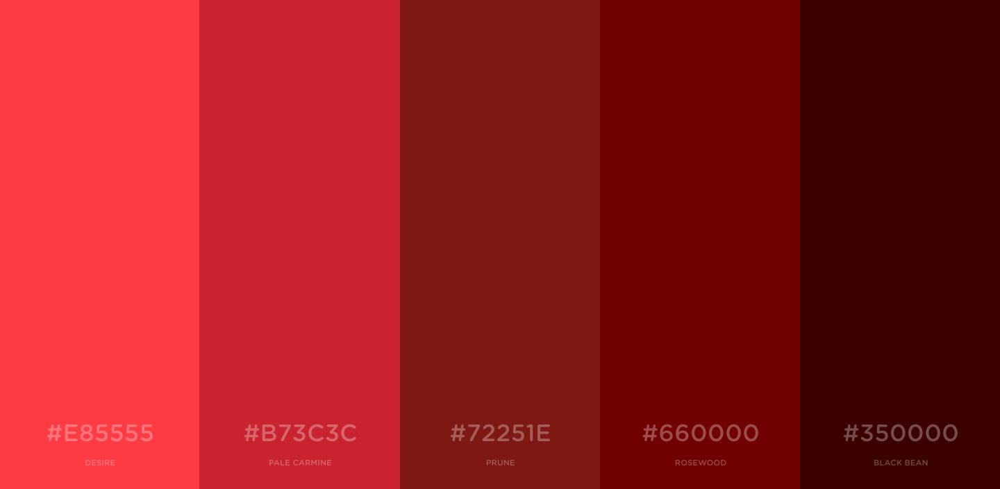 #E85555 #B73C3C #72251E #660000 #350000
DESIRE PALE CARMINE PRUNE ROSEWOOD BLACK BEAN